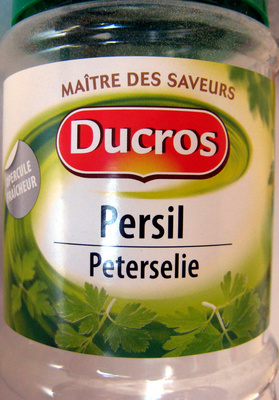 MAÎTRE DES SAVEURS
Ducros
OPERCULE
FRAÎCHEUR
Persil
Peterselie